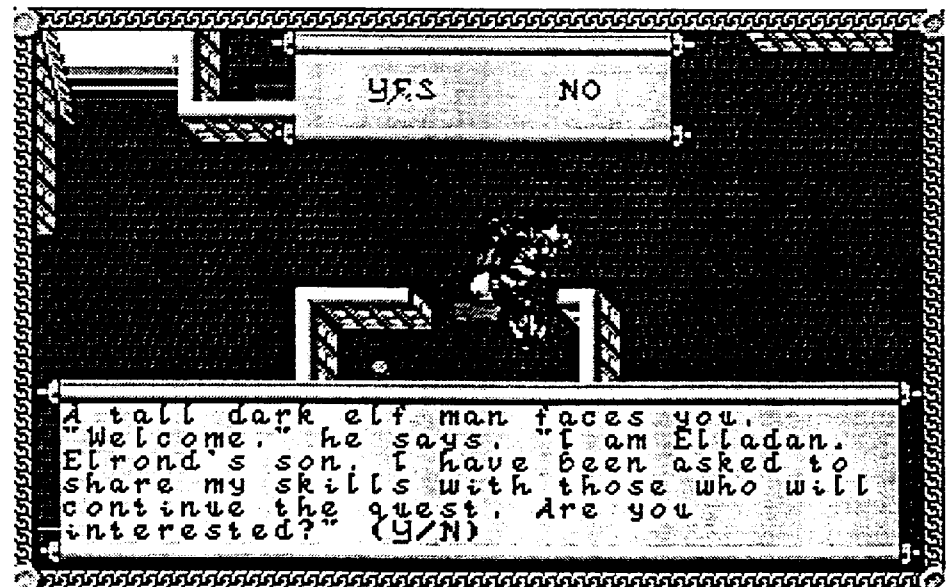 YES NO
A tall dark elf man faces you.
"Welcome," he says. "I am Elladan,
Elrond's son. I have been asked to
share my skills with those who will
continue the quest. Are you
interested?" (Y/N)